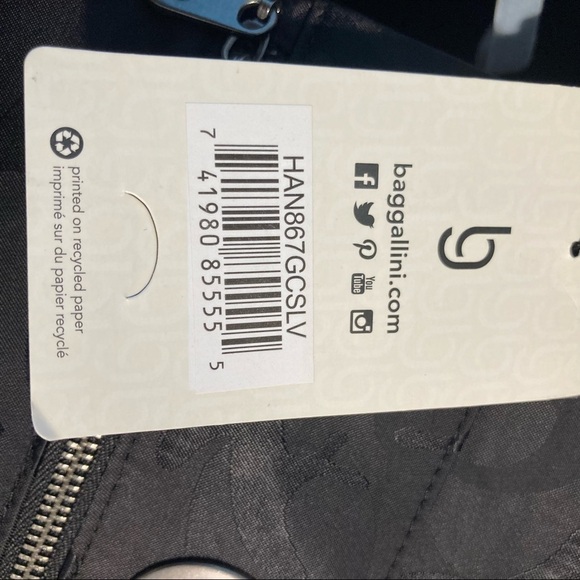 baggallini.com
You
Tube
HAN867GCSLV
7 41980 85555 5
printed on recycled paper
imprimé sur du papier recyclé